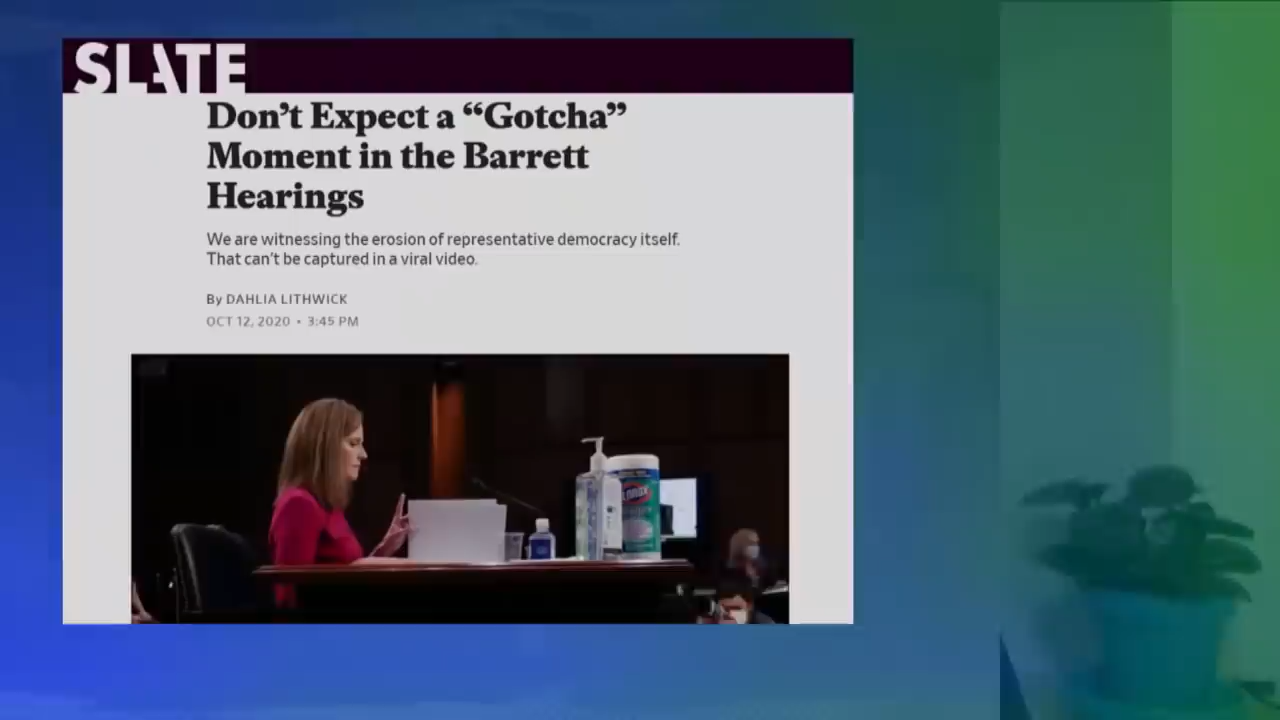 SLATE
Don’t Expect a “Gotcha”
Moment in the Barrett
Hearings
We are witnessing the erosion of representative democracy itself.
That can’t be captured in a viral video.
By DAHLIA LITHWICK
OCT 12, 2020 • 3:45 PM